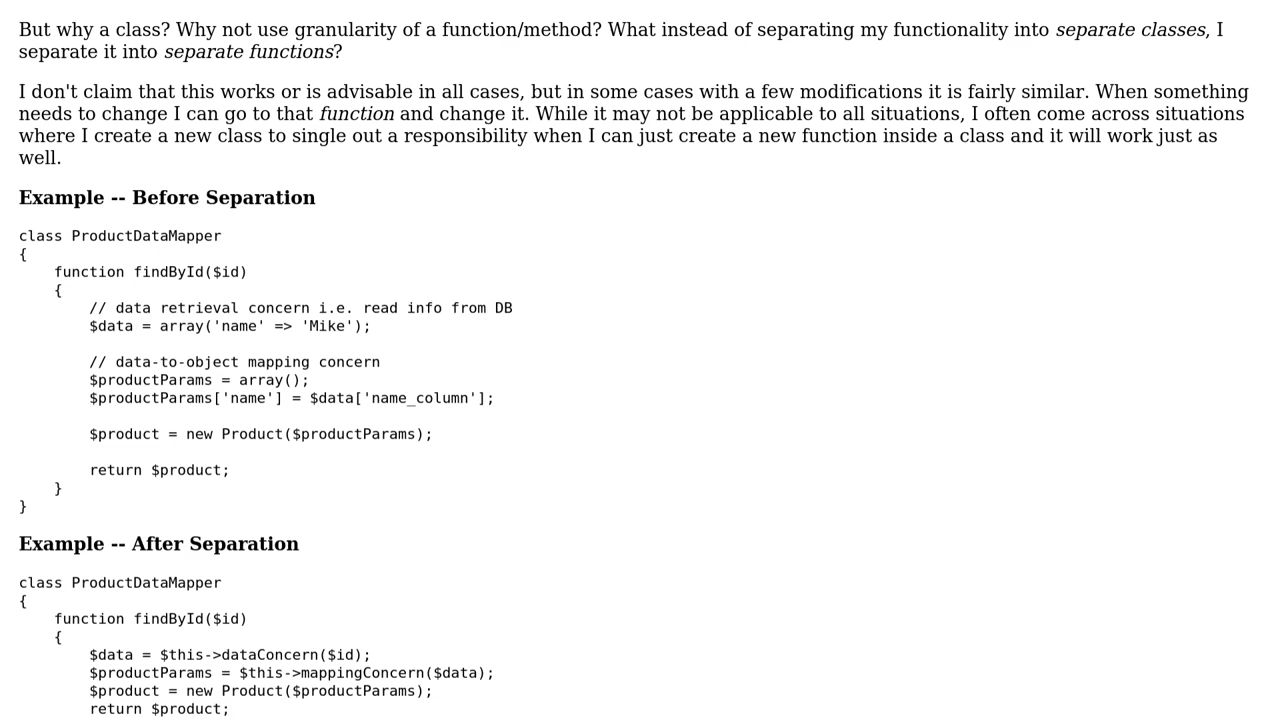 But why a class? Why not use granularity of a function/method? What instead of separating my functionality into separate classes, I
separate it into separate functions?
I don't claim that this works or is advisable in all cases, but in some cases with a few modifications it is fairly similar. When something
needs to change I can go to that function and change it. While it may not be applicable to all situations, I often come across situations
where I create a new class to single out a responsibility when I can just create a new function inside a class and it will work just as
well.
Example -- Before Separation
class ProductDataMapper
{
    function findById($id)
    {
        // data retrieval concern i.e. read info from DB
        $data = array('name' => 'Mike');

        // data-to-object mapping concern
        $productParams = array();
        $productParams['name'] = $data['name_column'];

        $product = new Product($productParams);

        return $product;
    }
}
Example -- After Separation
class ProductDataMapper
{
    function findById($id)
    {
        $data = $this->dataConcern($id);
        $productParams = $this->mappingConcern($data);
        $product = new Product($productParams);
        return $product;